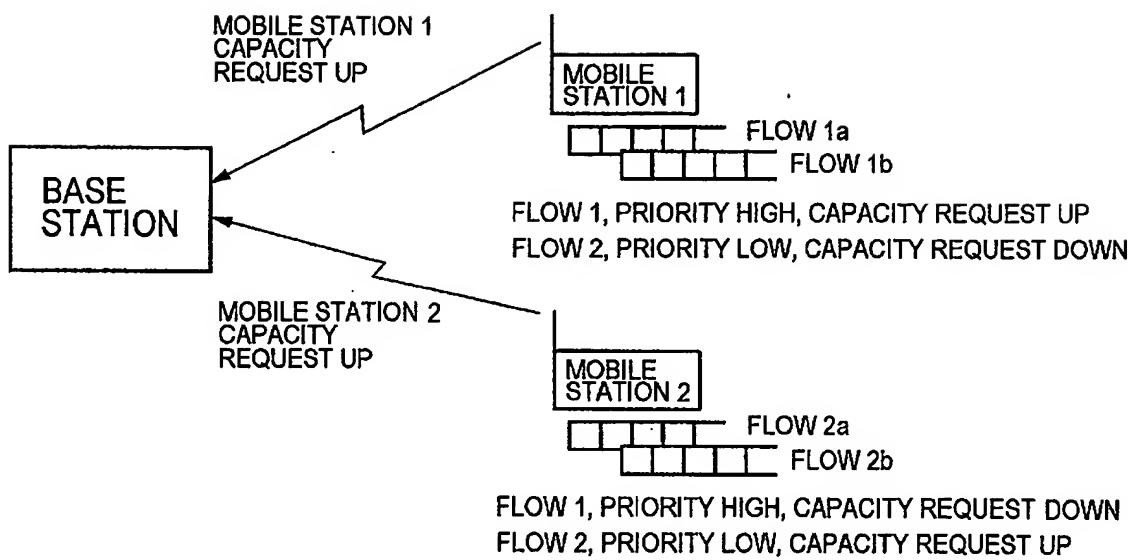 MOBILE STATION 1
CAPACITY
REQUEST UP
MOBILE
STATION 1
FLOW 1a
FLOW 1b
BASE
STATION
FLOW 1, PRIORITY HIGH, CAPACITY REQUEST UP
FLOW 2, PRIORITY LOW, CAPACITY REQUEST DOWN
MOBILE STATION 2
CAPACITY
REQUEST UP
MOBILE
STATION 2
FLOW 2a
FLOW 2b
FLOW 1, PRIORITY HIGH, CAPACITY REQUEST DOWN
FLOW 2, PRIORITY LOW, CAPACITY REQUEST UP